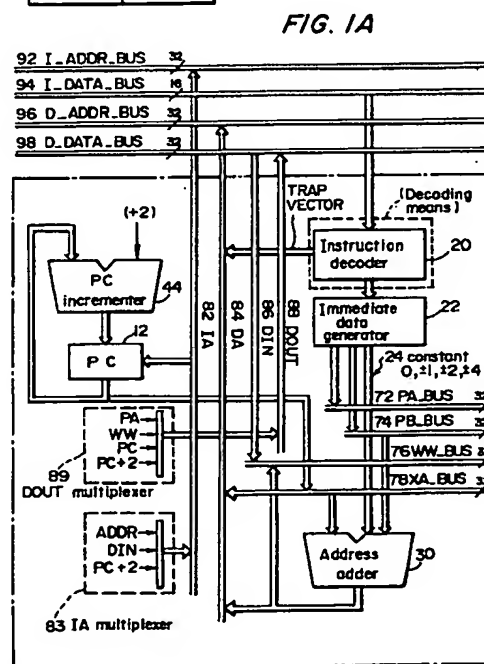 FIG. 1A
92 I_ADDR_BUS 32
94 I_DATA_BUS 16
96 D_ADDR_BUS 32
98 D_DATA_BUS 32
TRAP
VECTOR
(Decoding
means)
(+2)
Instruction
decoder
20
PC
incrementer
44
82 IA
84 DA
86 DIN
88 DOUT
Immediate
data
generator
22
12
PC
24 constant
0,±1,±2,±4
72 PA_BUS 32
74 PB_BUS
76 WW_BUS
78XA_BUS
PA
WW
PC
PC+2
89
DOUT multiplexer
ADDR
DIN
PC+2
83 IA multiplexer
Address
adder
30